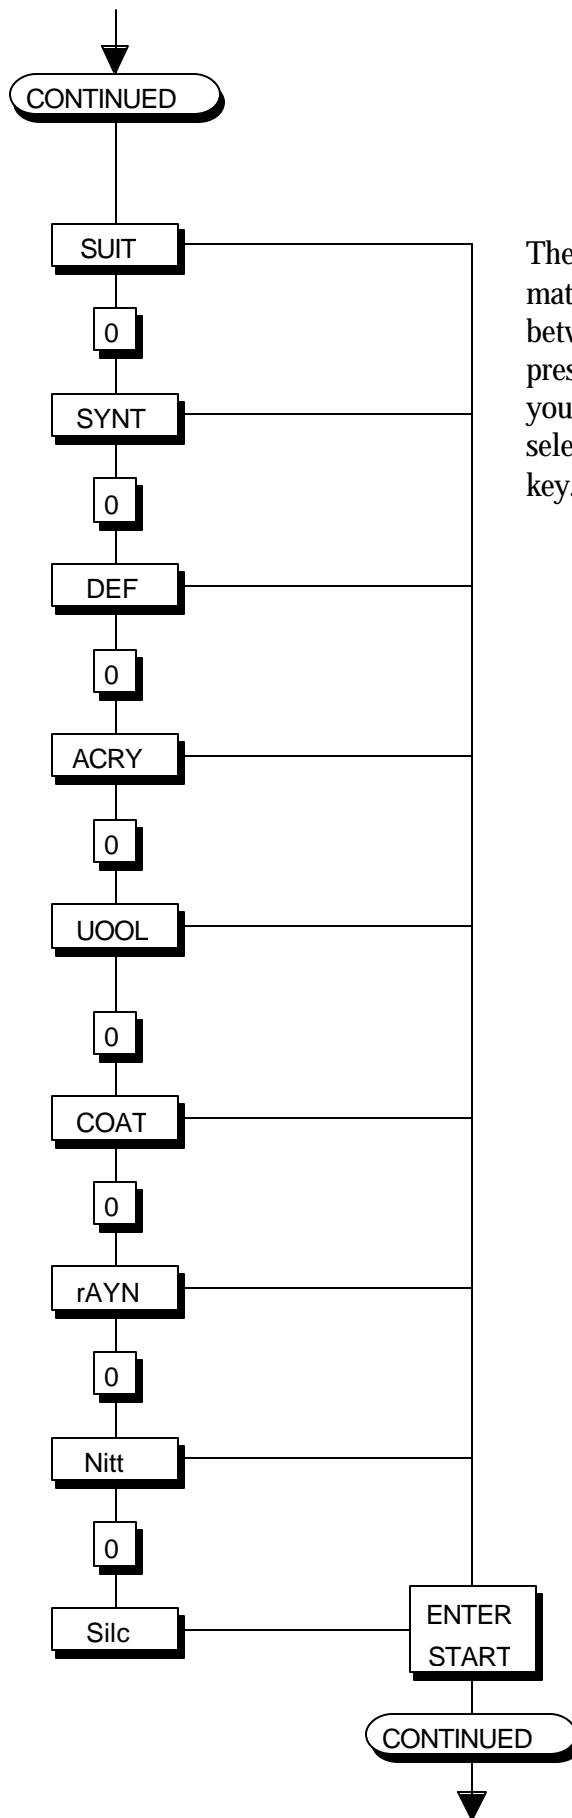 CONTINUED
SUIT
0
SYNT
0
DEF
0
ACRY
0
UOOL
0
COAT
0
rAYN
0
Nitt
0
Silc
The
mat
betw
pres
you
sele
key.
ENTER
START
CONTINUED